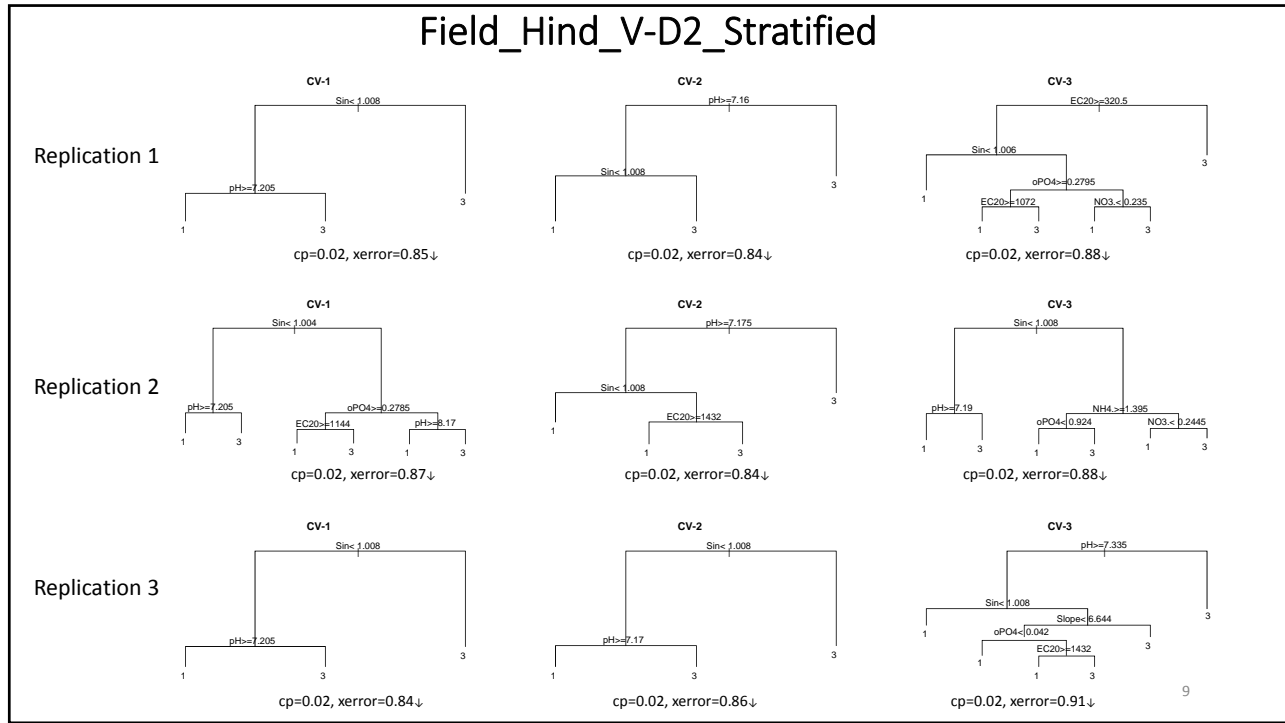 Field_Hind_V-D2_Stratified
Replication 1
CV-1
Sin< 1.008
pH>=7.205
1
3
3
cp=0.02, xerror=0.85↓
CV-2
pH>=7.16
Sin< 1.008
1
3
3
cp=0.02, xerror=0.84↓
CV-3
EC20>=320.5
Sin< 1.006
oPO4>=0.2795
EC20>=1072
NO3.< 0.235
1
1
3
1
3
3
cp=0.02, xerror=0.88↓
Replication 2
CV-1
Sin< 1.004
pH>=7.205
oPO4>=0.2785
EC20>=1144
pH>=8.17
1
3
1
3
1
3
cp=0.02, xerror=0.87↓
CV-2
pH>=7.175
Sin< 1.008
EC20>=1432
1
1
3
3
cp=0.02, xerror=0.84↓
CV-3
Sin< 1.008
pH>=7.19
NH4.>=1.395
oPO4< 0.924
NO3.< 0.2445
1
3
1
3
1
3
cp=0.02, xerror=0.88↓
Replication 3
CV-1
Sin< 1.008
pH>=7.205
1
3
3
cp=0.02, xerror=0.84↓
CV-2
Sin< 1.008
pH>=7.17
1
3
3
cp=0.02, xerror=0.86↓
CV-3
pH>=7.335
Sin< 1.008
Slope< 6.644
oPO4< 0.042
EC20>=1432
1
1
1
3
3
3
cp=0.02, xerror=0.91↓
9